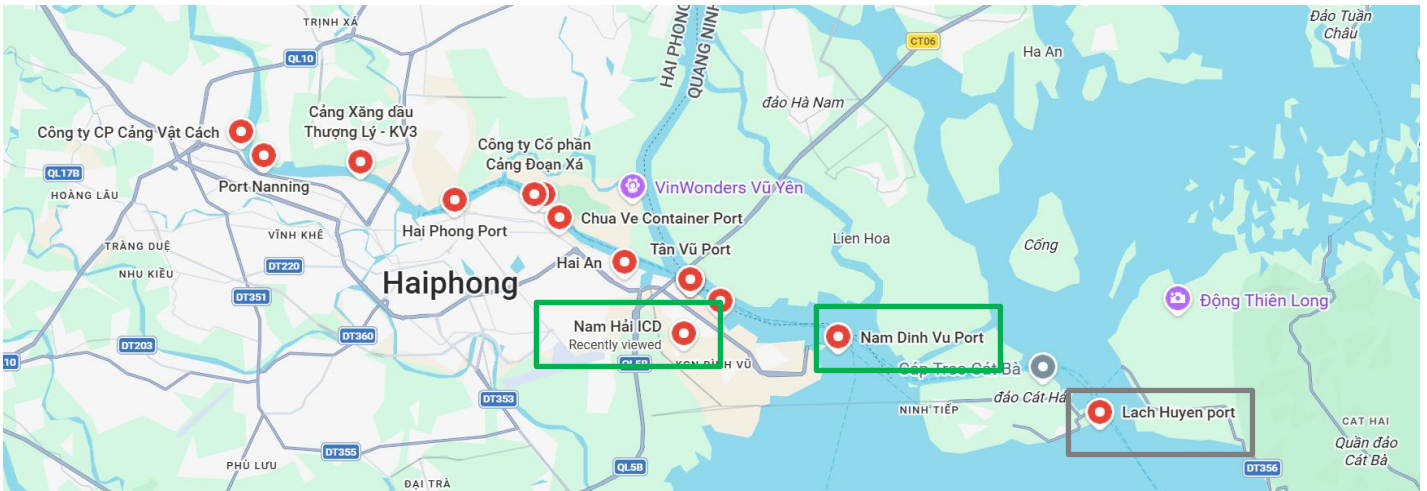 TRỊNH XÁ
QL10
HAI PHONG
QUANG NINH
CT06
Ha An
Đảo Tuần
Châu
đảo Hà Nam
Cảng Xăng dầu
Thượng Lý - KV3
Công ty CP Cảng Vật Cách
Công ty Cổ phần
Cảng Đoạn Xá
QL17B
Port Nanning
VinWonders Vũ Yên
HOÀNG LÂU
Hai Phong Port
Chua Ve Container Port
VĨNH KHÊ
TRÀNG DUỆ
Tân Vũ Port
Lien Hoa
Cống
NHU KIỀU
DT220
Hai An
Haiphong
DT351
Động Thiên Long
Nam Hải ICD
Recently viewed
DT360
DT203
Nam Dinh Vu Port
10
QL5B
KCN ĐÌNH VŨ
Cáp Treo Cát Bà
DT353
NINH TIẾP
đảo Cát Hả
Lach Huyen port
CAT HAI
Quần đảo
Cát Bà
DT355
PHÙ LƯU
QL5B
DT356
ĐẠI TRÀ